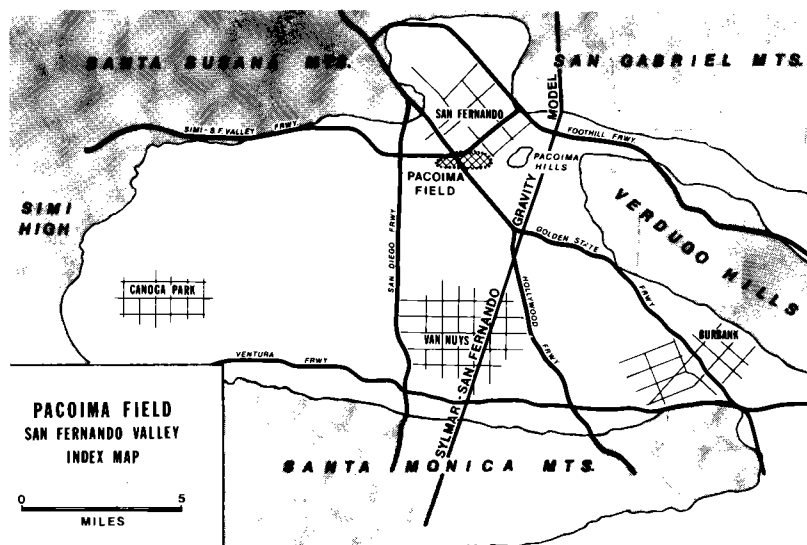 SANTA SUSANA MTS.
SAN GABRIEL MTS.
MODEL
SAN FERNANDO
SIMI - S.F. VALLEY FRWY
FOOTHILL FRWY
PACOIMA
HILLS
PACOIMA
FIELD
SIMI
HIGH
GRAVITY
VERDUGO HILLS
GOLDEN STATE
FRWY
SAN DIEGO FRWY
CANOGA PARK
HOLLYWOOD
FRWY
VAN NUYS
BURBANK
VENTURA FRWY
SYLMAR - SAN FERNANDO
SANTA MONICA MTS.
PACOIMA FIELD
SAN FERNANDO VALLEY
INDEX MAP
0 5
MILES